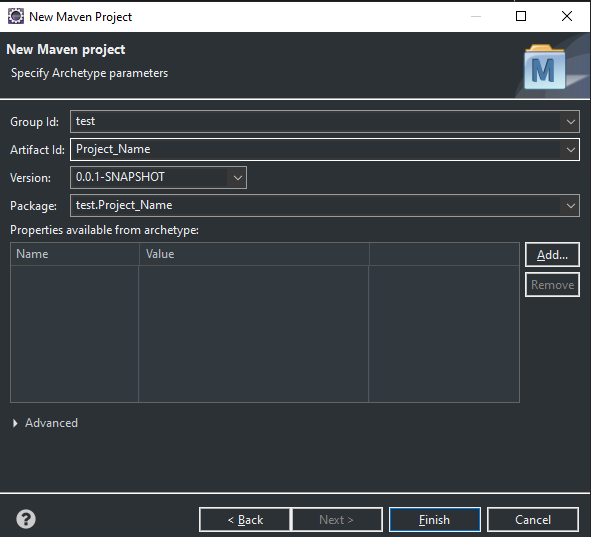 New Maven Project
New Maven project
Specify Archetype parameters
M
Group Id: test
Artifact Id: Project_Name
Version: 0.0.1-SNAPSHOT
Package: test.Project_Name
Properties available from archetype:
Name Value
Add...
Remove
Advanced
? < Back Next > Finish Cancel